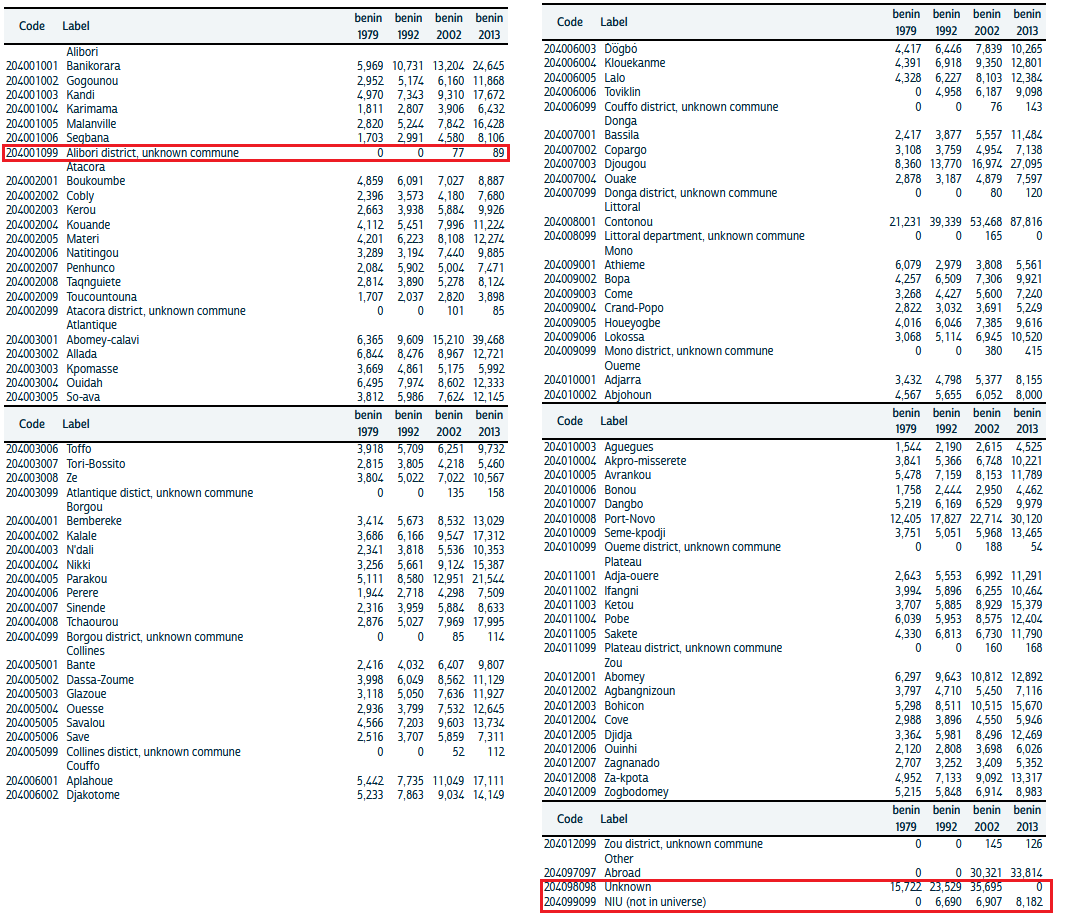 Code Label benin benin benin benin
1979 1992 2002 2013
Alibori
204001001 Banikorara 5,969 10,731 13,204 24,645
204001002 Gogounou 2,952 5,174 6,160 11,868
204001003 Kandi 4,970 7,343 9,310 17,672
204001004 Karimama 1,811 2,807 3,906 6,432
204001005 Malanville 2,820 5,244 7,842 16,428
204001006 Seqbana 1,703 2,991 4,580 8,106
204001099 Alibori district, unknown commune 0 0 77 89
Atacora
204002001 Boukoumbe 4,859 6,091 7,027 8,887
204002002 Cobly 2,396 3,573 4,180 7,680
204002003 Kerou 2,663 3,938 5,884 9,926
204002004 Kouande 4,112 5,451 7,996 11,224
204002005 Materi 4,201 6,223 8,108 12,274
204002006 Natitingou 3,289 3,194 7,440 9,885
204002007 Penhunco 2,084 5,902 5,004 7,471
204002008 Taqnguiete 2,814 3,890 5,278 8,124
204002009 Toucountouna 1,707 2,037 2,820 3,898
204002099 Atacora district, unknown commune 0 0 101 85
Atlantique
204003001 Abomey-calavi 6,365 9,609 15,210 39,468
204003002 Allada 6,844 8,476 8,967 12,721
204003003 Kpomasse 3,669 4,861 5,175 5,992
204003004 Ouidah 6,495 7,974 8,602 12,333
204003005 So-ava 3,812 5,986 7,624 12,145
Code Label benin benin benin benin
1979 1992 2002 2013
204003006 Toffo 3,918 5,709 6,251 9,732
204003007 Tori-Bossito 2,815 3,805 4,218 5,460
204003008 Ze 3,804 5,022 7,022 10,567
204003099 Atlantique distict, unknown commune 0 0 135 158
Borgou
204004001 Bembereke 3,414 5,673 8,532 13,029
204004002 Kalale 3,686 6,166 9,547 17,312
204004003 N'dali 2,341 3,818 5,536 10,353
204004004 Nikki 3,256 5,661 9,124 15,387
204004005 Parakou 5,111 8,580 12,951 21,544
204004006 Perere 1,944 2,718 4,298 7,509
204004007 Sinende 2,316 3,959 5,884 8,633
204004008 Tchaourou 2,876 5,027 7,969 17,995
204004099 Borgou district, unknown commune 0 0 85 114
Collines
204005001 Bante 2,416 4,032 6,407 9,807
204005002 Dassa-Zoume 3,998 6,049 8,562 11,129
204005003 Glazoue 3,118 5,050 7,636 11,927
204005004 Ouesse 2,936 3,799 7,532 12,645
204005005 Savalou 4,566 7,203 9,603 13,734
204005006 Save 2,516 3,707 5,859 7,311
204005099 Collines distict, unknown commune 0 0 52 112
Couffo
204006001 Aplahoue 5,442 7,735 11,049 17,111
204006002 Djakotome 5,233 7,863 9,034 14,149
Code Label benin benin benin benin
1979 1992 2002 2013
204006003 Dogbo 4,417 6,446 7,839 10,265
204006004 Klouekanme 4,391 6,918 9,350 12,801
204006005 Lalo 4,328 6,227 8,103 12,384
204006006 Toviklin 0 4,958 6,187 9,098
204006099 Couffo district, unknown commune 0 0 76 143
Donga
204007001 Bassila 2,417 3,877 5,557 11,484
204007002 Copargo 3,108 3,759 4,954 7,138
204007003 Djougou 8,360 13,770 16,974 27,095
204007004 Ouake 2,878 3,187 4,879 7,597
204007099 Donga district, unknown commune 0 0 80 120
Littoral
204008001 Contonou 21,231 39,339 53,468 87,816
204008099 Littoral department, unknown commune 0 0 165 0
Mono
204009001 Athieme 6,079 2,979 3,808 5,561
204009002 Bopa 4,257 6,509 7,306 9,921
204009003 Come 3,268 4,427 5,600 7,240
204009004 Crand-Popo 2,822 3,032 3,691 5,249
204009005 Houeyogbe 4,016 6,046 7,385 9,616
204009006 Lokossa 3,068 5,114 6,945 10,520
204009099 Mono district, unknown commune 0 0 380 415
Oueme
204010001 Adjarra 3,432 4,798 5,377 8,155
204010002 Abjohoun 4,567 5,655 6,052 8,000
Code Label benin benin benin benin
1979 1992 2002 2013
204010003 Aguegues 1,544 2,190 2,615 4,525
204010004 Akpro-misserete 3,841 5,366 6,748 10,221
204010005 Avrankou 5,478 7,159 8,153 11,789
204010006 Bonou 1,758 2,444 2,950 4,462
204010007 Dangbo 5,219 6,169 6,529 9,979
204010008 Port-Novo 12,405 17,827 22,714 30,120
204010009 Seme-kpodji 3,751 5,051 5,968 13,465
204010099 Oueme district, unknown commune 0 0 188 54
Plateau
204011001 Adja-ouere 2,643 5,553 6,992 11,291
204011002 Ifangni 3,994 5,896 6,255 10,464
204011003 Ketou 3,707 5,885 8,929 15,379
204011004 Pobe 6,039 5,953 8,575 12,404
204011005 Sakete 4,330 6,813 6,730 11,790
204011099 Plateau district, unknown commune 0 0 160 168
Zou
204012001 Abomey 6,297 9,643 10,812 12,892
204012002 Agbangnizoun 3,797 4,710 5,450 7,116
204012003 Bohicon 5,298 8,511 10,515 15,670
204012004 Cove 2,988 3,896 4,550 5,946
204012005 Djidja 3,364 5,981 8,496 12,469
204012006 Ouinhi 2,120 2,808 3,698 6,026
204012007 Zagnanado 2,707 3,252 3,409 5,352
204012008 Za-kpota 4,952 7,133 9,092 13,317
204012009 Zogbodomey 5,215 5,848 6,914 8,983
Code Label benin benin benin benin
1979 1992 2002 2013
204012099 Zou district, unknown commune 0 0 145 126
Other
204097097 Abroad 0 0 30,321 33,814
204098098 Unknown 15,722 23,529 35,695 0
204099099 NIU (not in universe) 0 6,690 6,907 8,182